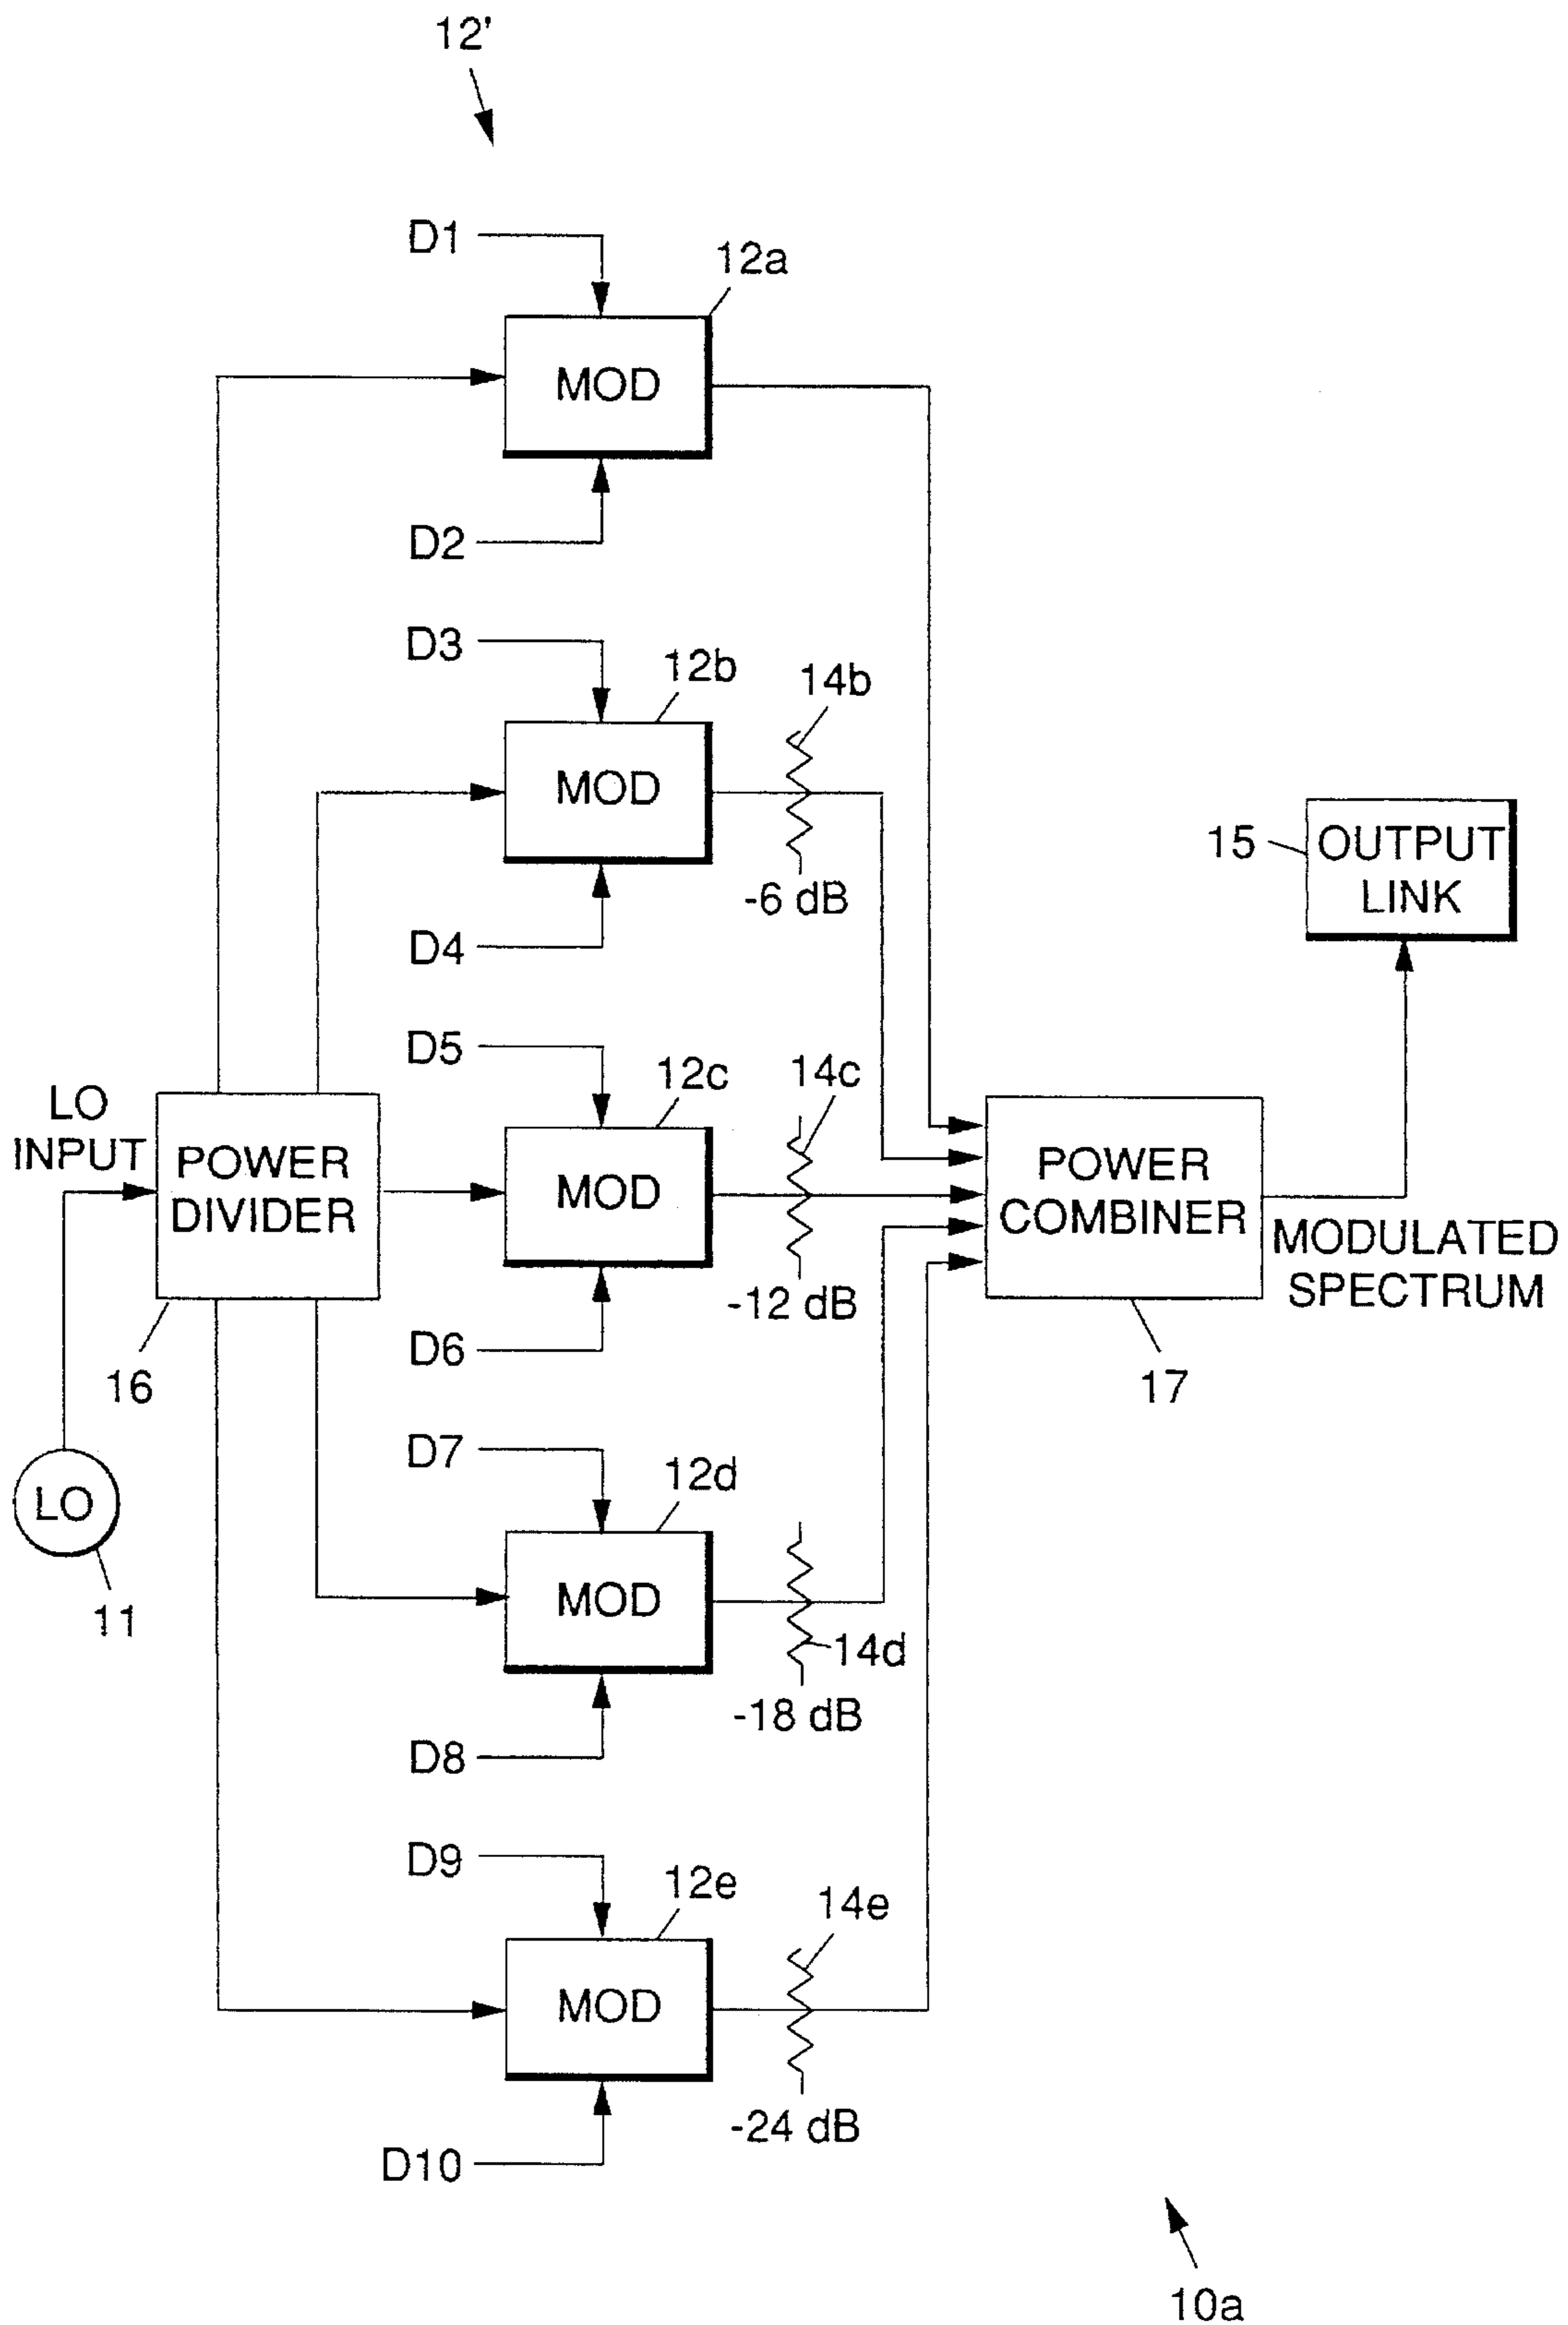 12'
D1
12a
MOD
D2
D3
12b
14b
MOD
-6 dB
D4
15
OUTPUT
LINK
D5
12c
14c
LO
INPUT
POWER
DIVIDER
MOD
POWER
COMBINER
MODULATED
SPECTRUM
-12 dB
D6
16
17
D7
12d
LO
MOD
11
14d
-18 dB
D8
D9
12e
14e
MOD
-24 dB
D10
10a